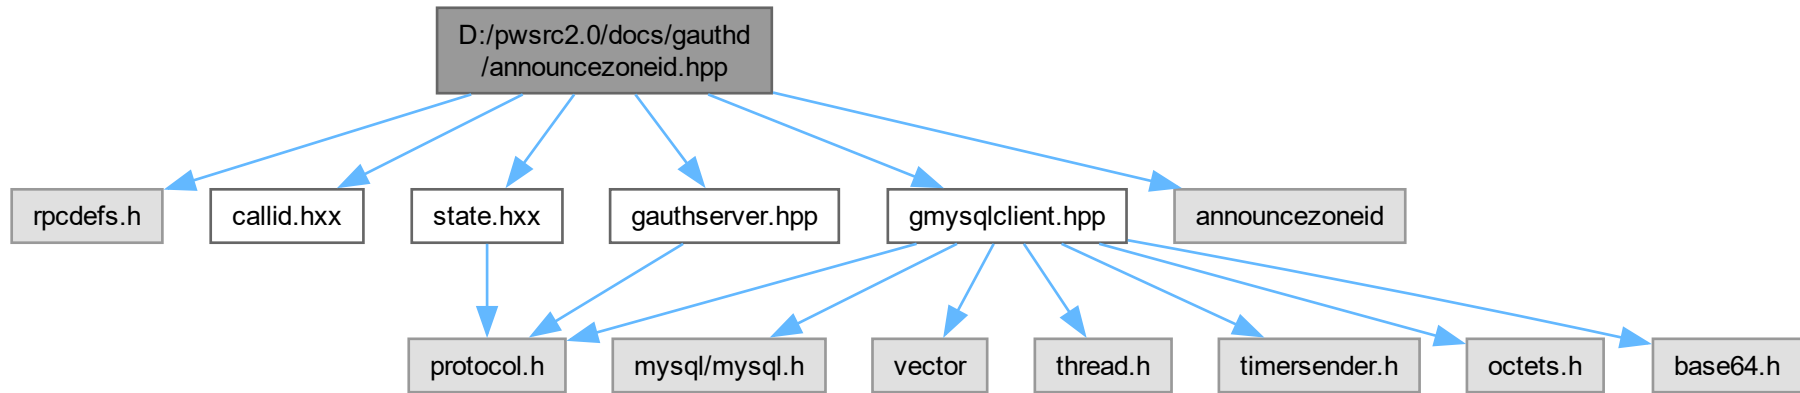 D:/pwsrc2.0/docs/gauthd
/announcezoneid.hpp
rpcdefs.h
callid.hxx
state.hxx
gauthserver.hpp
gmysqlclient.hpp
announcezoneid
protocol.h
mysql/mysql.h
vector
thread.h
timersender.h
octets.h
base64.h